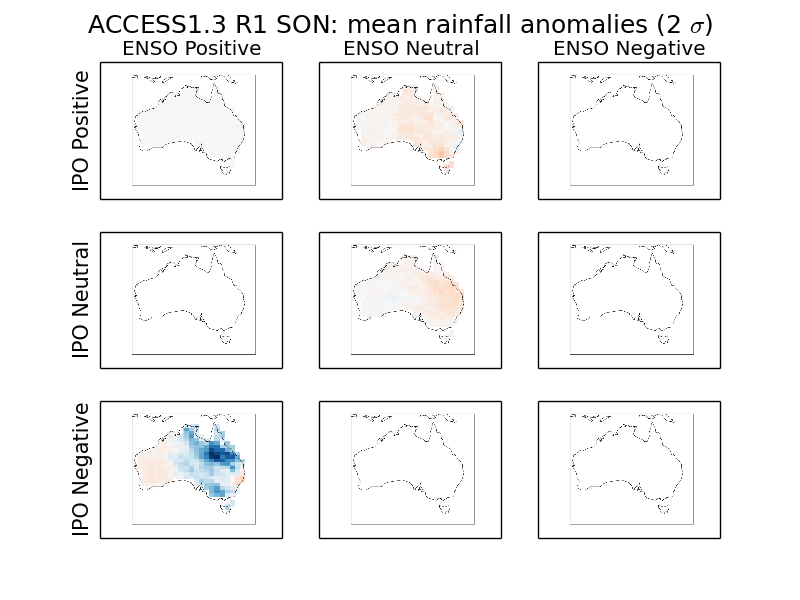 ACCESS1.3 R1 SON: mean rainfall anomalies (2 σ)
ENSO Positive ENSO Neutral ENSO Negative
IPO Positive
IPO Neutral
IPO Negative